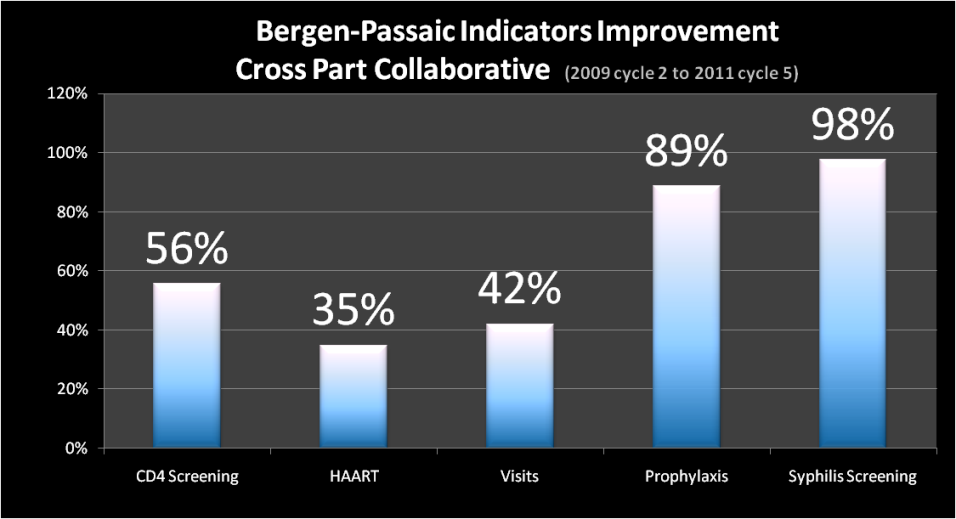 Bergen-Passaic Indicators Improvement
Cross Part Collaborative (2009 cycle 2 to 2011 cycle 5)
120%
100%
80%
60%
40%
20%
0%
56%
35%
42%
89%
98%
CD4 Screening
HAART
Visits
Prophylaxis
Syphilis Screening